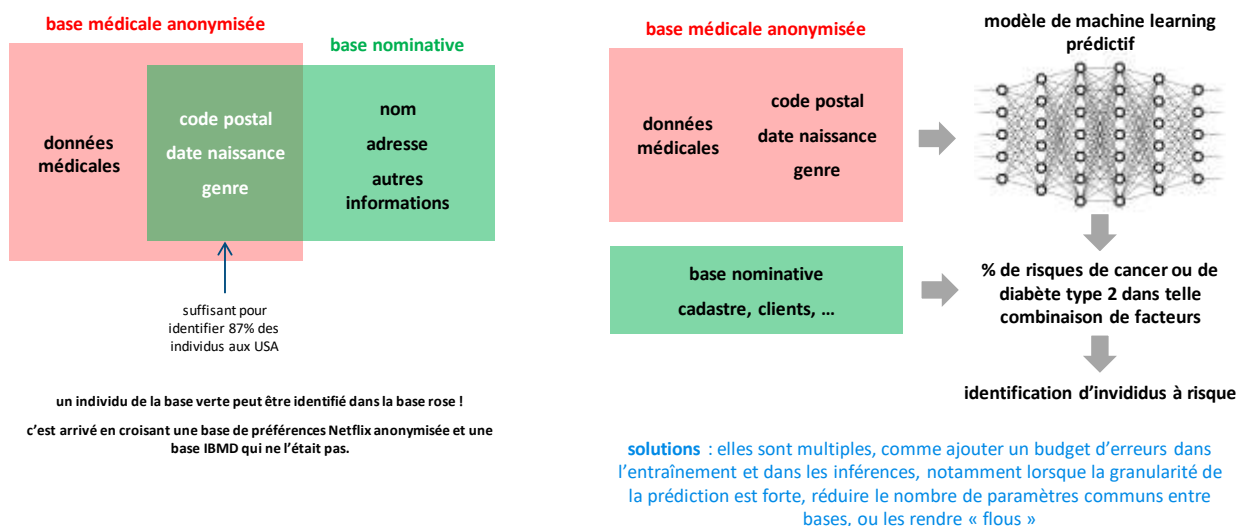 base médicale anonymisée
base nominative
données
médicales
code postal
date naissance
genre
nom
adresse
autres
informations
suffisant pour
identifier 87% des
individus aux USA
un individu de la base verte peut être identifié dans la base rose !
c’est arrivé en croisant une base de préférences Netflix anonymisée et une
base IBMD qui ne l’était pas.
base médicale anonymisée
données
médicales
code postal
date naissance
genre
modèle de machine learning
prédictif
base nominative
cadastre, clients, …
% de risques de cancer ou de
diabète type 2 dans telle
combinaison de facteurs
identification d’invididus à risque
solutions : elles sont multiples, comme ajouter un budget d’erreurs dans
l’entraînement et dans les inférences, notamment lorsque la granularité de
la prédiction est forte, réduire le nombre de paramètres communs entre
bases, ou les rendre « flous »